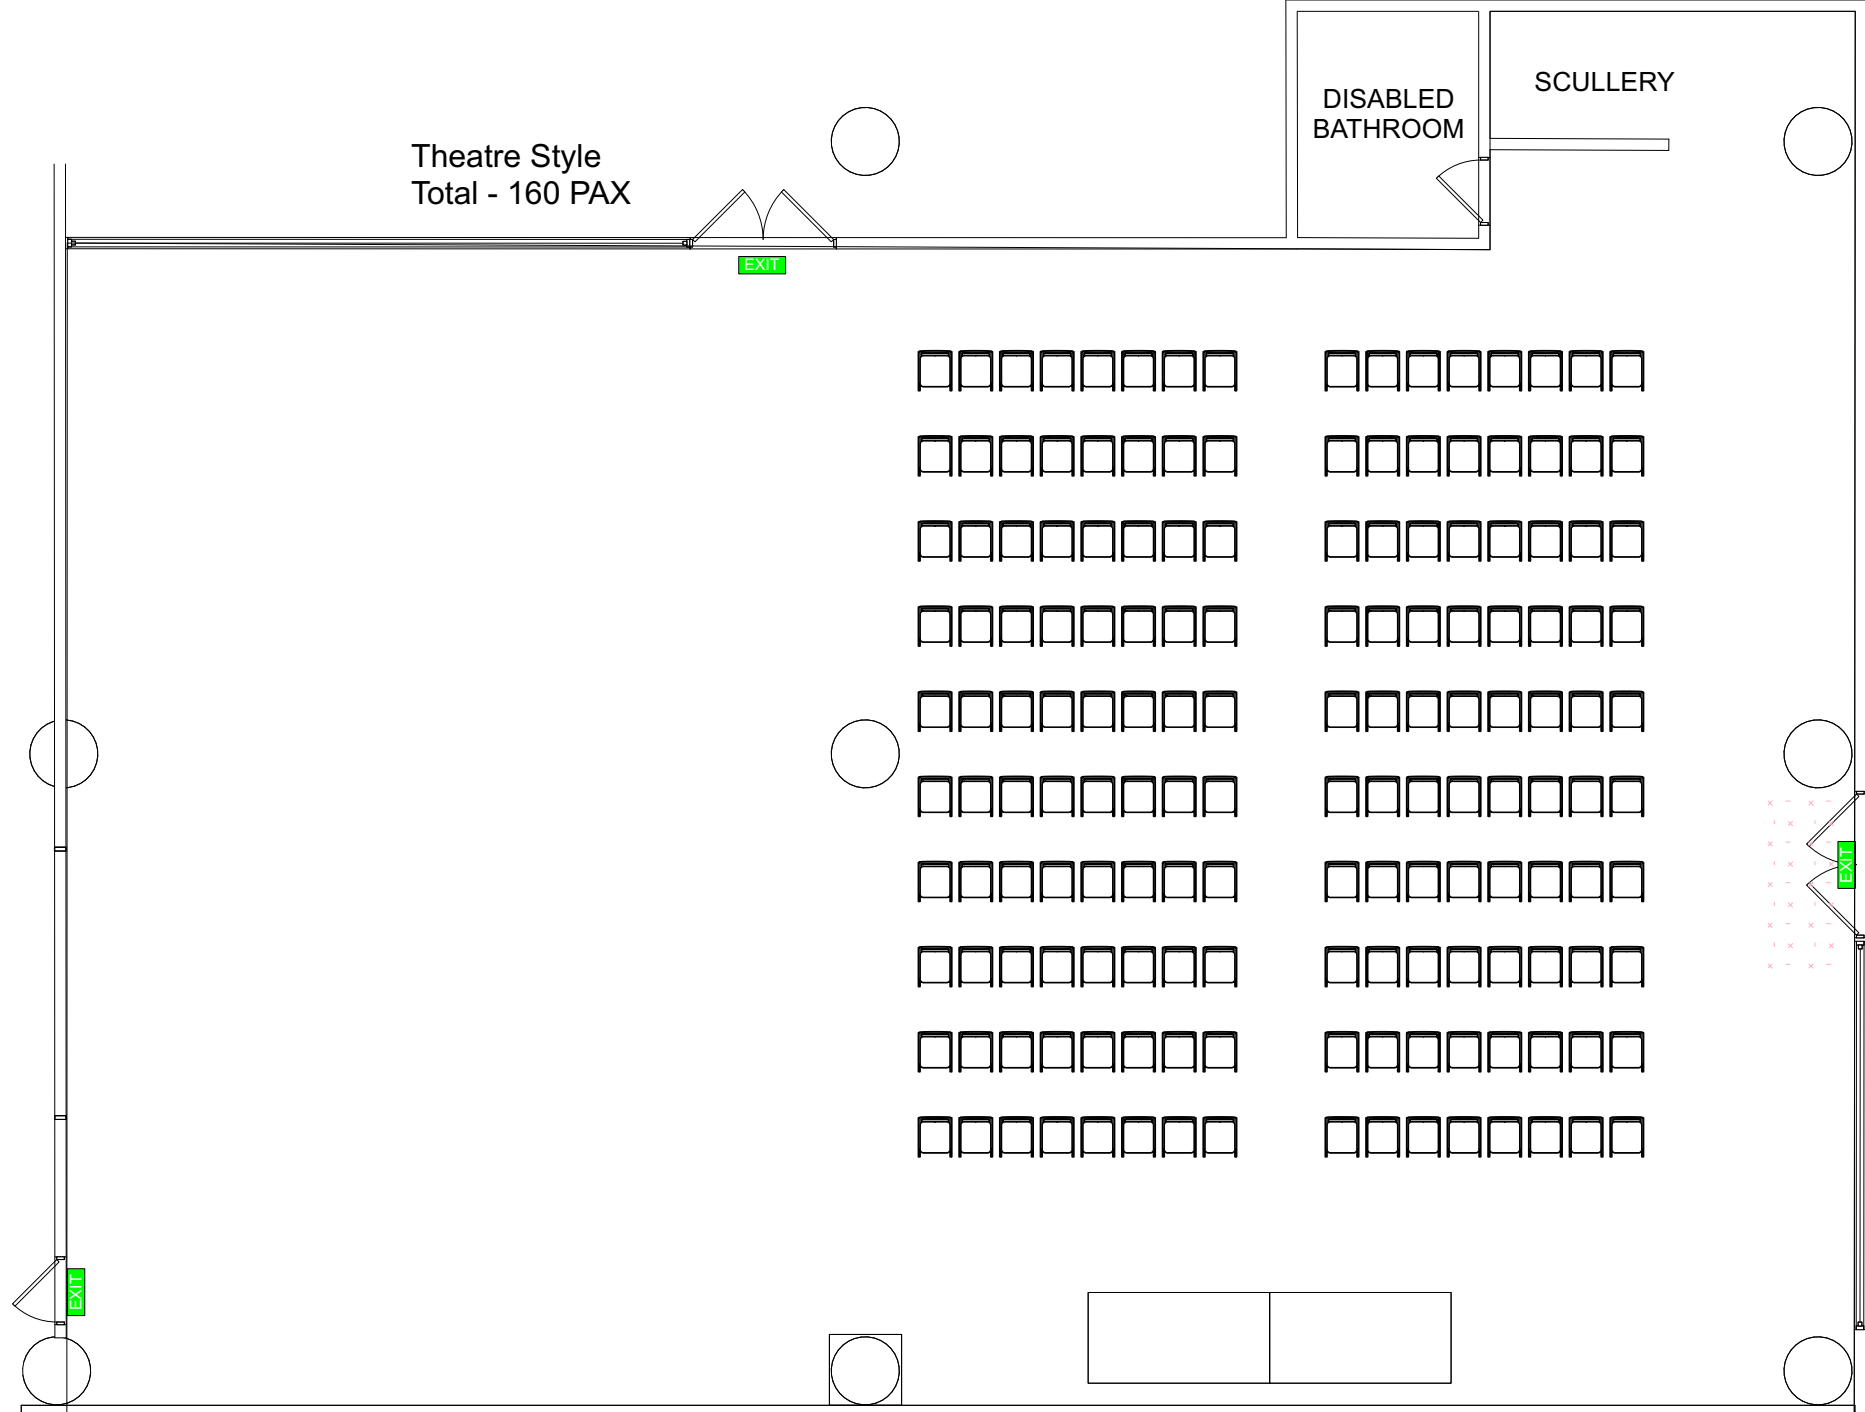 SCULLERY
DISABLED
BATHROOM
Theatre Style
Total - 160 PAX
EXIT
EXIT
EXIT